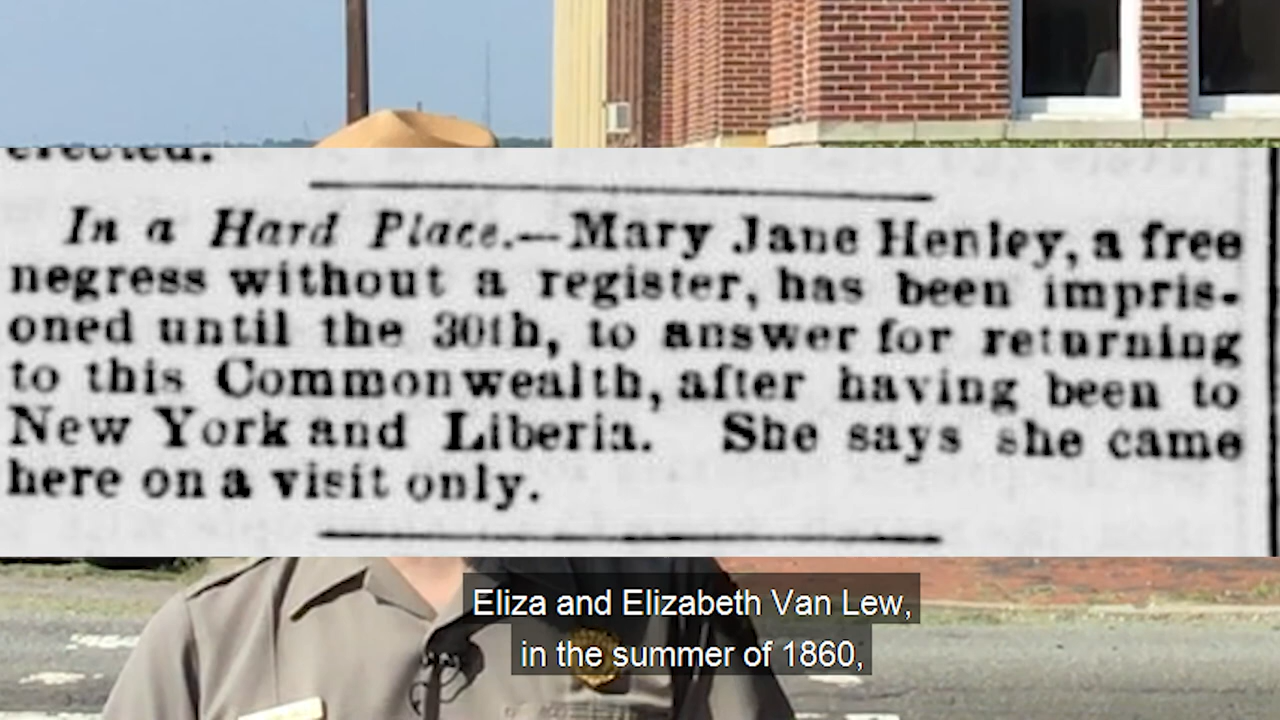 erected.
In a Hard Place.—Mary Jane Henley, a free
negress without a register, has been impris-
oned until the 30th, to answer for returning
to this Commonwealth, after having been to
New York and Liberia. She says she came
here on a visit only.
Eliza and Elizabeth Van Lew,
in the summer of 1860,